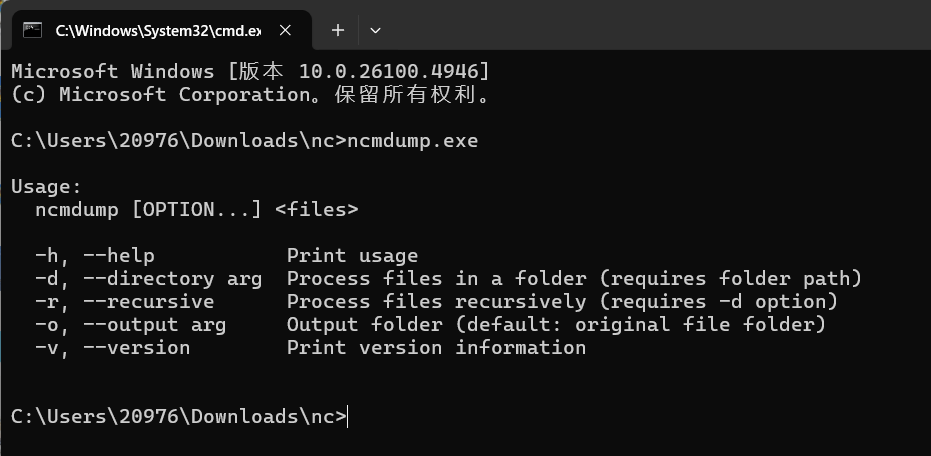 C:\Windows\System32\cmd.ex
Microsoft Windows [版本 10.0.26100.4946]
(c) Microsoft Corporation。保留所有权利。
C:\Users\20976\Downloads\nc>ncmdump.exe
Usage:
  ncmdump [OPTION...] <files>
  -h, --help           Print usage
  -d, --directory arg  Process files in a folder (requires folder path)
  -r, --recursive      Process files recursively (requires -d option)
  -o, --output arg     Output folder (default: original file folder)
  -v, --version        Print version information
C:\Users\20976\Downloads\nc>